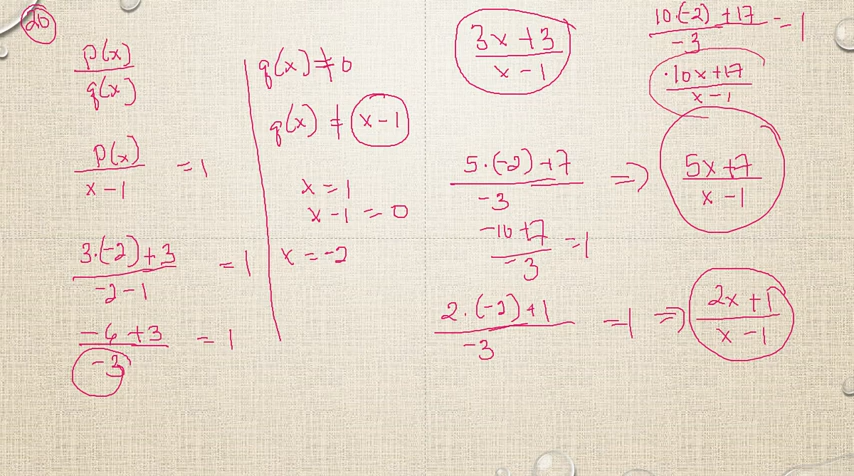 20
p(x)
q(x)
p(x)
x-1
=1
3.(-2)+3
-2-1
=1
-6+3
-3
=1
q(x)≠0
q(x) ≠ x-1
x=1
x-1=0
x=-2
3x+3
x-1
5.(-2)+7
-3
=>
5x+7
x-1
-10+7
-3
=1
2.(-2)+1
-3
=1
=>
2x+1
x-1
10.(-2)+17
-3
=1
10x+17
x-1